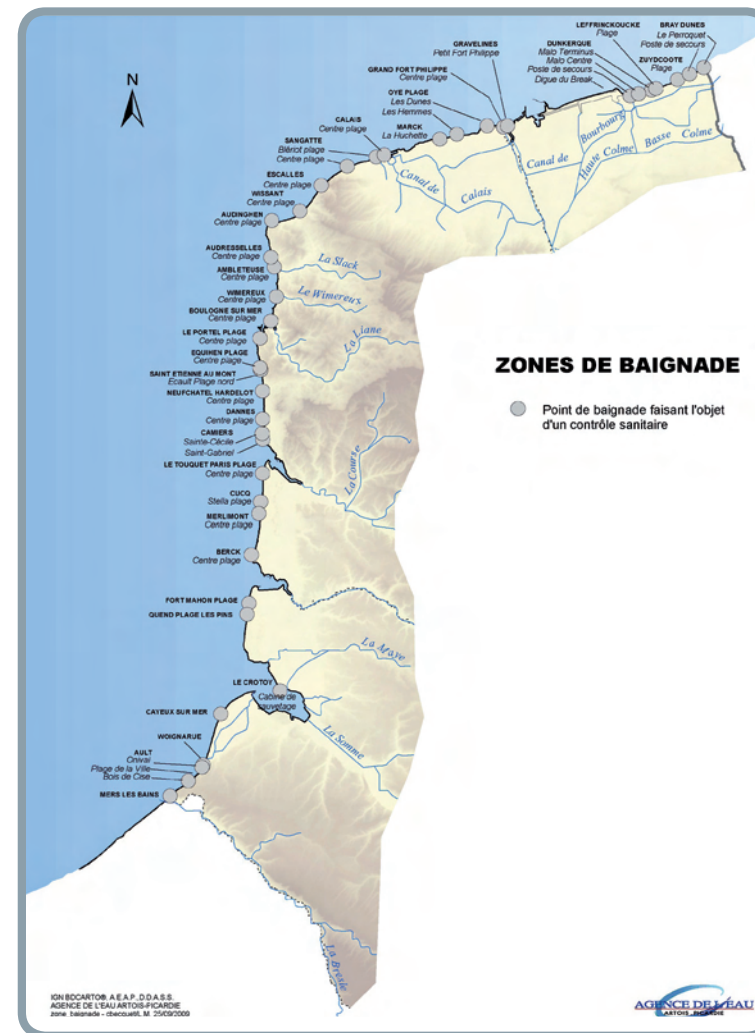 LEFFRINCKOUCKE
Plage
BRAY DUNES
Le Perroquet
Poste de secours
DUNKERQUE
Malo Terminus
Malo Centre
Poste de secours
Digue du Break
ZUYDCOOTE
Plage
GRAVELINES
Petit Fort Philippe
GRAND FORT PHILIPPE
Centre plage
OYE PLAGE
Les Dunes
Les Hemmes
MARCK
La Huchette
CALAIS
Centre plage
SANGATTE
Blériot plage
Centre plage
ESCALLES
Centre plage
WISSANT
Centre plage
AUDINGHEN
Centre plage
AUDRESSELLES
Centre plage
AMBLETEUSE
Centre plage
WIMEREUX
Centre plage
BOULOGNE SUR MER
Centre plage
LE PORTEL PLAGE
Centre plage
EQUIHEN PLAGE
Centre plage
SAINT ETIENNE AU MONT
Ecault Plage nord
NEUFCHATEL HARDELOT
Centre plage
DANNES
Centre plage
CAMIERS
Sainte-Cécile
Saint-Gabriel
LE TOUQUET PARIS PLAGE
Centre plage
CUCQ
Stella plage
MERLIMONT
Centre plage
BERCK
Centre plage
FORT MAHON PLAGE
QUEND PLAGE LES PINS
LE CROTOY
Cabine de
sauvetage
CAYEUX SUR MER
WOIGNARUE
AULT
Onival
Plage de la Ville
Bois de Cise
MERS LES BAINS
N
Canal de Bourbourg
Haute Colme
Basse Colme
Canal de Calais
La Slack
Le Wimereux
La Liane
La Course
La Maye
La Somme
La Bresle
ZONES DE BAIGNADE
Point de baignade faisant l'objet
d'un contrôle sanitaire
IGN BDCARTO®. A.E.A.P._D.D.A.S.S.
AGENCE DE L'EAU ARTOIS-PICARDIE
zone_baignade - cbecquet/L.M. 25/09/2009
AGENCE DE L'EAU
ARTOIS - PICARDIE